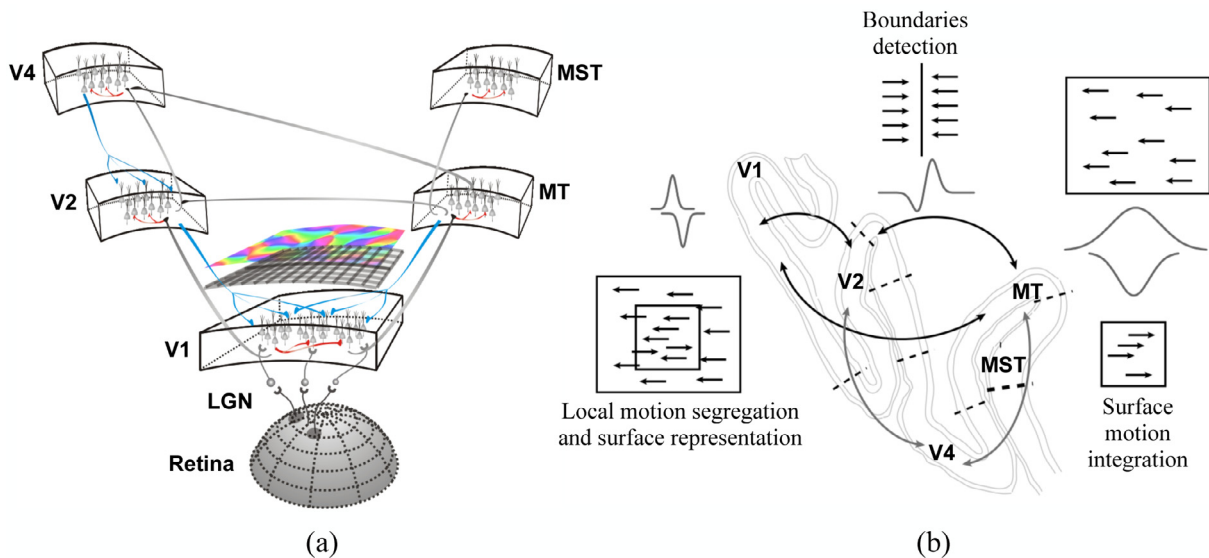 V4
MST
V2
MT
V1
LGN
Retina
(a)
Boundaries
detection
V1
V2
MT
MST
V4
Local motion segregation
and surface representation
Surface
motion
integration
(b)